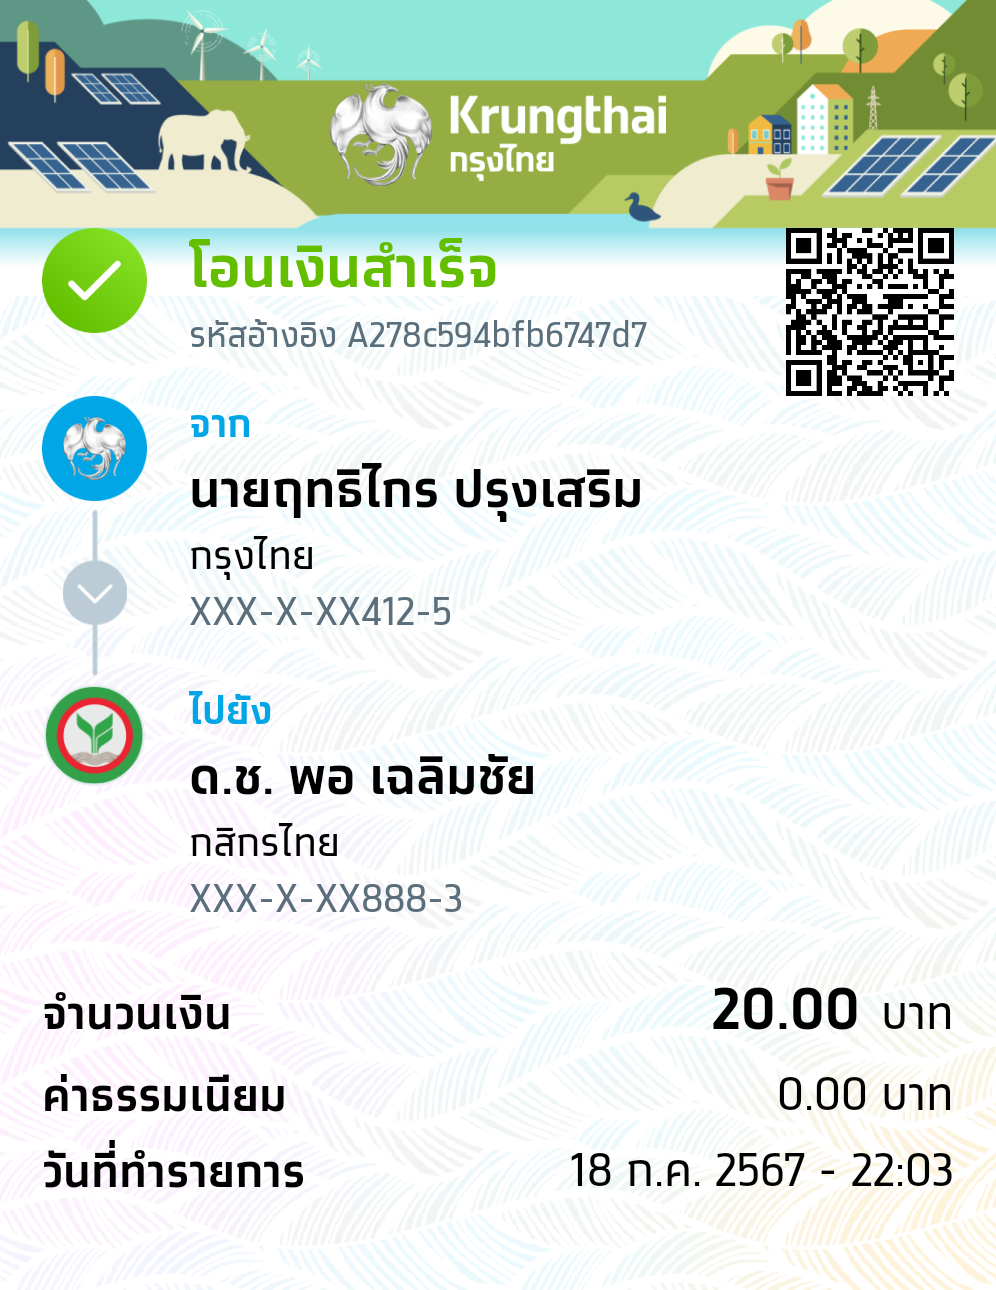 Krungthai
กรุงไทย
โอนเงินสำเร็จ
รหัสอ้างอิง A278c594bfb6747d7
จาก
นายฤทธิไกร ปรุงเสริม
กรุงไทย
XXX-X-XX412-5
ไปยัง
ด.ช. พอ เฉลิมชัย
กสิกรไทย
XXX-X-XX888-3
จำนวนเงิน 20.00 บาท
ค่าธรรมเนียม 0.00 บาท
วันที่ทำรายการ 18 ก.ค. 2567 - 22:03